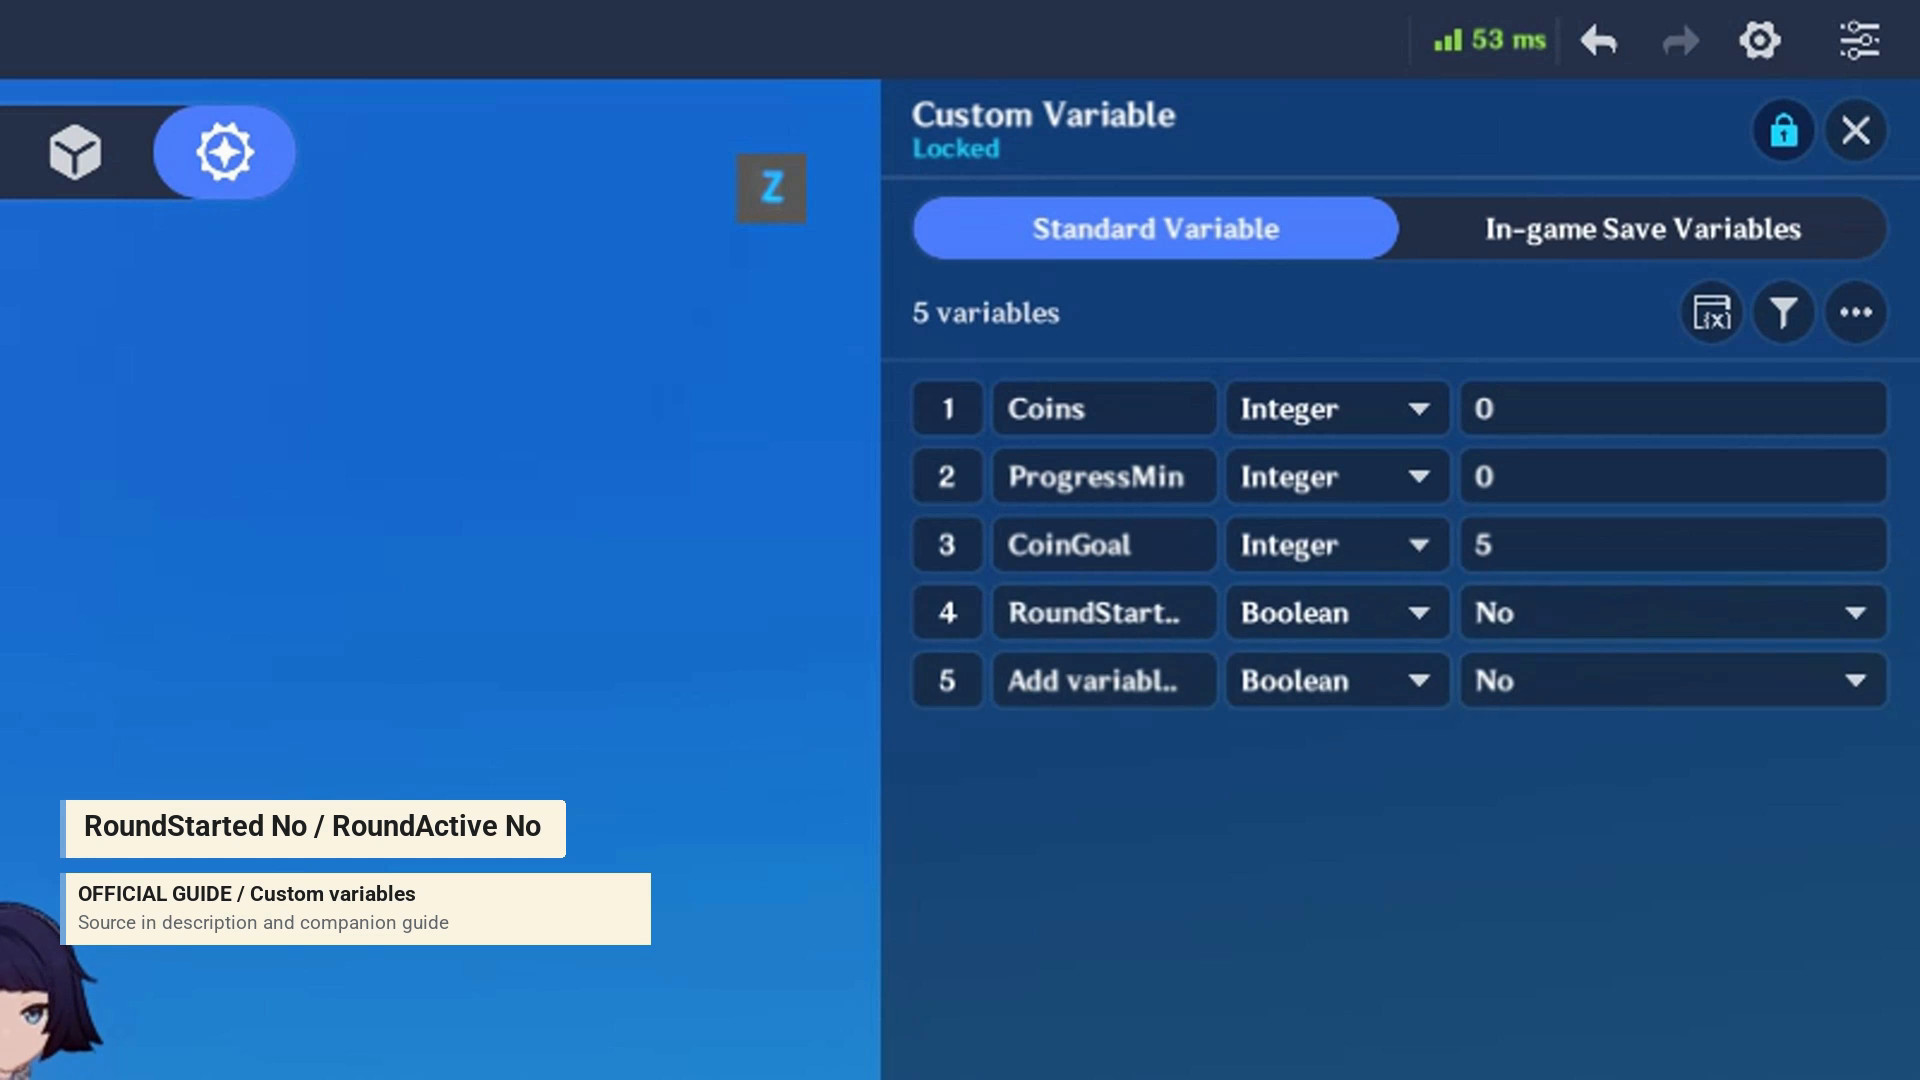 53 ms
Custom Variable
Locked
Z
Standard Variable
In-game Save Variables
5 variables
{x}
1 Coins Integer 0
2 ProgressMin Integer 0
3 CoinGoal Integer 5
4 RoundStart.. Boolean No
5 Add variabl.. Boolean No
RoundStarted No / RoundActive No
OFFICIAL GUIDE / Custom variables
Source in description and companion guide